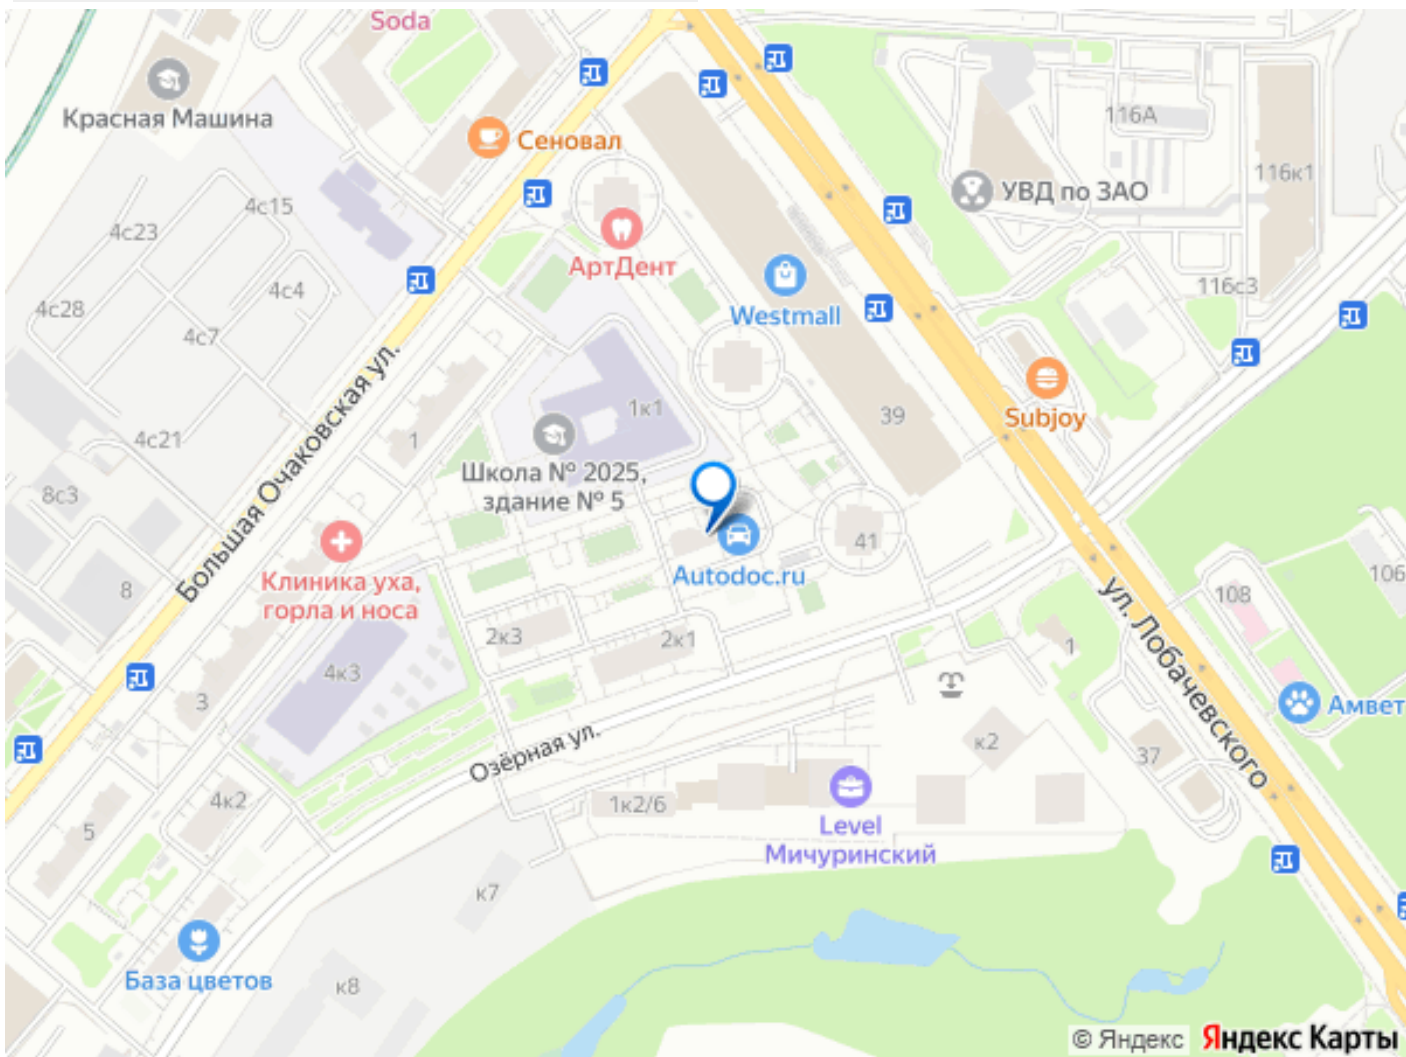 Soda
Красная Машина
Сеновал
116А
116к1
УВД по ЗАО
4с15
4с23
АртДент
4с4
116с3
4с28
Westmall
4с7
Большая Очаковская ул.
1к1
39
Subjoy
1
4с21
Школа № 2025,
здание № 5
8с3
41
Autodoc.ru
Клиника уха,
горла и носа
8
108
106
ул. Лобачевского
2к3
2к1
1
4к3
3
Амвет
Озёрная ул.
к2
37
4к2
1к2/6
5
Level
Мичуринский
к7
База цветов
к8
© Яндекс Яндекс Карты